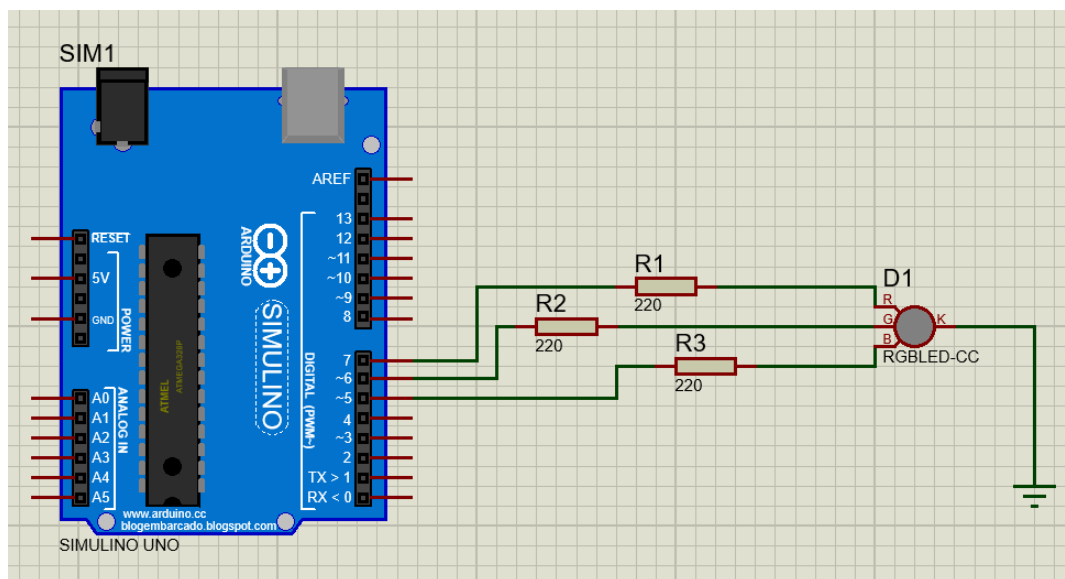 SIM1
AREF
13
12
~11
~10
~9
8
RESET
5V
GND
POWER
ARDUINO
SIMULINO
ATMEL
ATMEGA328P
DIGITAL (PWM~)
7
~6
~5
4
~3
2
TX > 1
RX < 0
ANALOG IN
A0
A1
A2
A3
A4
A5
www.arduino.cc
blogembarcado.blogspot.com
SIMULINO UNO
R1
220
R2
220
R3
220
D1
R
G
B
K
RGBLED-CC